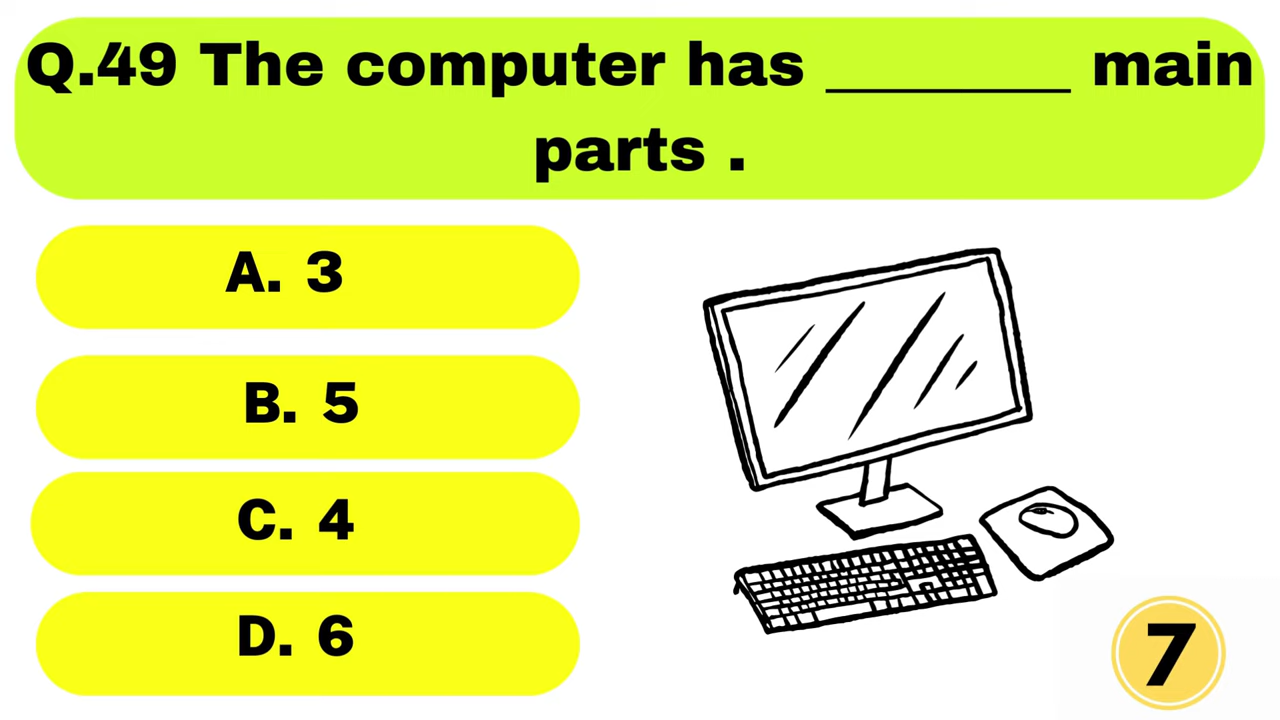 Q.49 The computer has ________ main
parts .
A. 3
B. 5
C. 4
D. 6
7